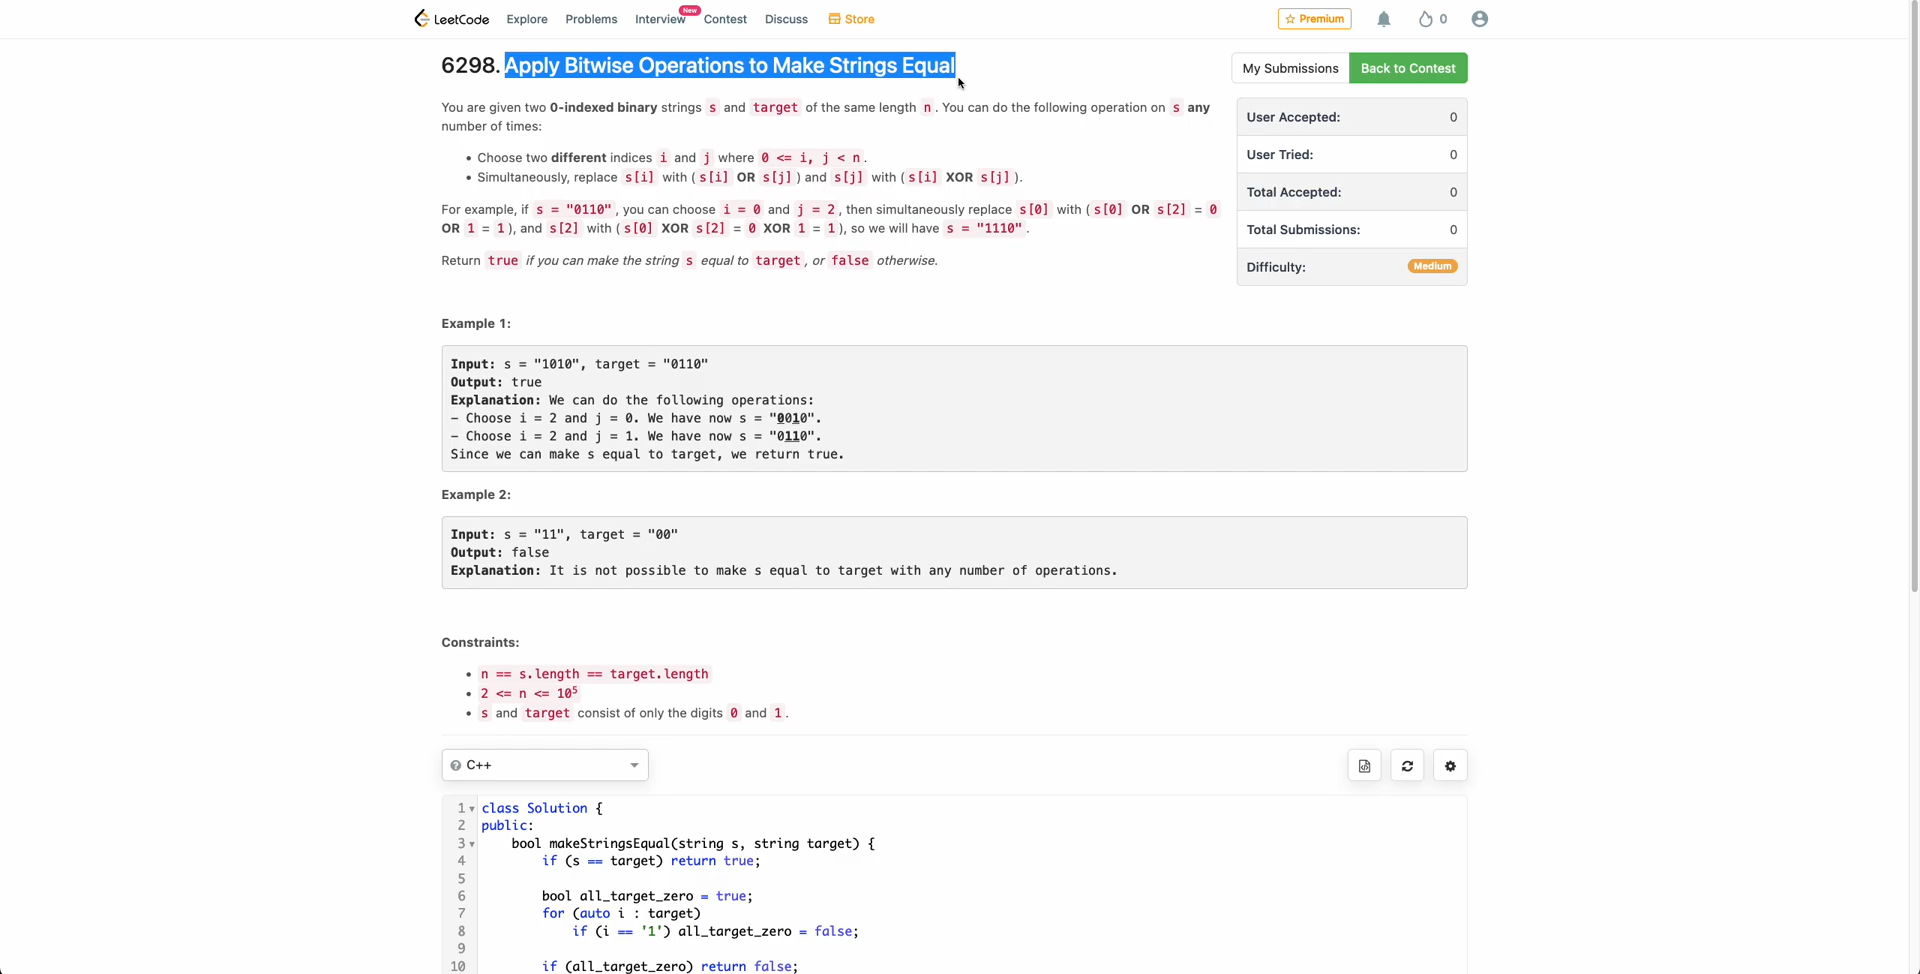 LeetCode Explore Problems Interview New Contest Discuss Store Premium 0
6298. Apply Bitwise Operations to Make Strings Equal
My Submissions Back to Contest
You are given two 0-indexed binary strings s and target of the same length n. You can do the following operation on s any
number of times:
• Choose two different indices i and j where 0 <= i, j < n.
• Simultaneously, replace s[i] with (s[i] OR s[j]) and s[j] with (s[i] XOR s[j]).
For example, if s = "0110", you can choose i = 0 and j = 2, then simultaneously replace s[0] with (s[0] OR s[2] = 0
OR 1 = 1), and s[2] with (s[0] XOR s[2] = 0 XOR 1 = 1), so we will have s = "1110".
Return true if you can make the string s equal to target, or false otherwise.
User Accepted: 0
User Tried: 0
Total Accepted: 0
Total Submissions: 0
Difficulty: Medium
Example 1:
Input: s = "1010", target = "0110"
Output: true
Explanation: We can do the following operations:
- Choose i = 2 and j = 0. We have now s = "0010".
- Choose i = 2 and j = 1. We have now s = "0110".
Since we can make s equal to target, we return true.
Example 2:
Input: s = "11", target = "00"
Output: false
Explanation: It is not possible to make s equal to target with any number of operations.
Constraints:
• n == s.length == target.length
• 2 <= n <= 10⁵
• s and target consist of only the digits 0 and 1.
C++
1 class Solution {
2 public:
3 bool makeStringsEqual(string s, string target) {
4 if (s == target) return true;
5
6 bool all_target_zero = true;
7 for (auto i : target)
8 if (i == '1') all_target_zero = false;
9
10 if (all_target_zero) return false;